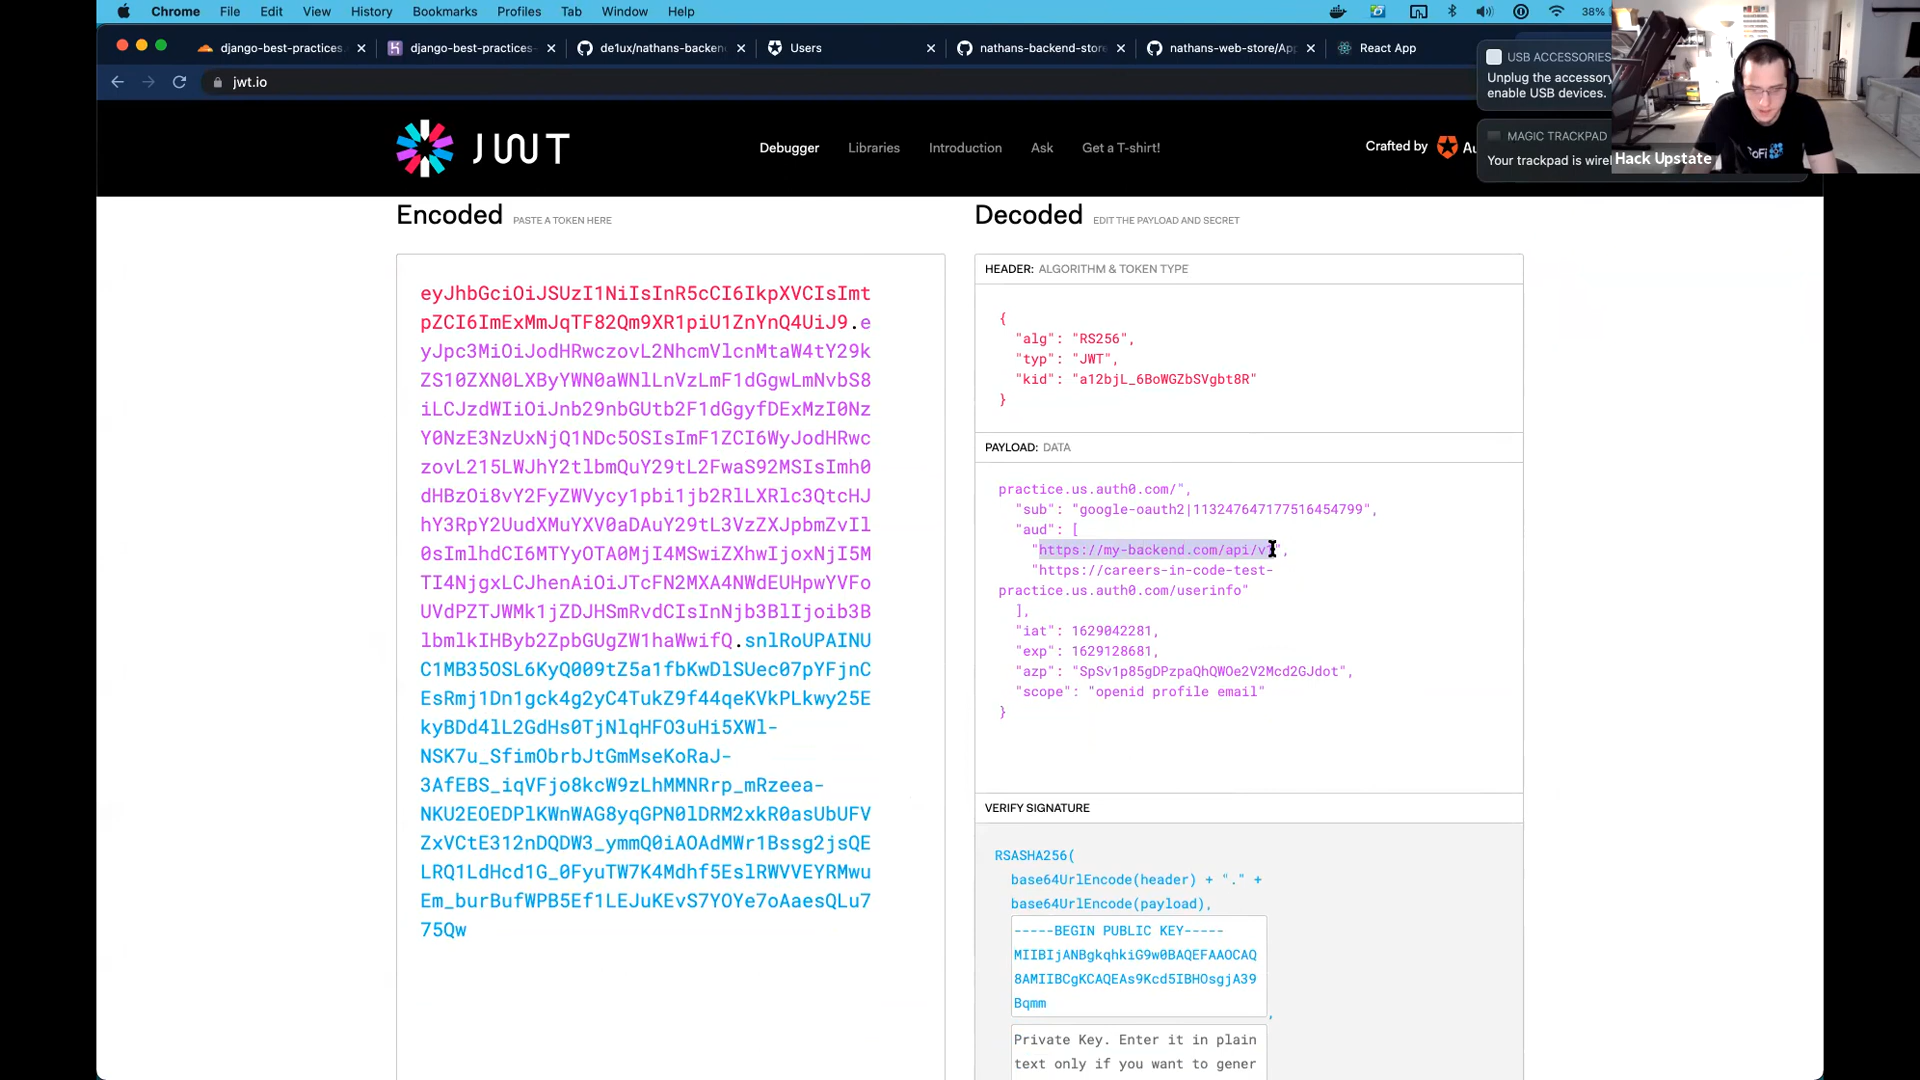 Chrome File Edit View History Bookmarks Profiles Tab Window Help 38%
django-best-practices. django-best-practices- de1ux/nathans-backend Users nathans-backend-store nathans-web-store/App React App
jwt.io
USB ACCESSORIES
Unplug the accessory
enable USB devices.
MAGIC TRACKPAD
Your trackpad is wirel
Hack Upstate
JWT
Debugger Libraries Introduction Ask Get a T-shirt! Crafted by Au
Encoded PASTE A TOKEN HERE
eyJhbGciOiJSUzI1NiIsInR5cCI6IkpXVCIsImt
pZCI6ImExMmJqTF82Qm9XR1piU1ZnYnQ4UiJ9.e
yJpc3MiOiJodHRwczovL2NhcmVlcnMtaW4tY29k
ZS10ZXN0LXByYWN0aWNlLnVzLmF1dGgwLmNvbS8
iLCJzdWIiOiJnb29nbGUtb2F1dGgyfDExMzI0Nz
Y0NzE3NzUxNjQ1NDc5OSIsImF1ZCI6WyJodHRwc
zovL215LWJhY2tlbmQuY29tL2FwaS92MSIsImh0
dHBzOi8vY2FyZWVycy1pbi1jb2RlLXRlc3QtcHJ
hY3RpY2UudXMuYXV0aDAuY29tL3VzZXJpbmZvIl
0sImlhdCI6MTYyOTA0MjI4MSwiZXhwIjoxNjI5M
TI4NjgxLCJhenAiOiJTcFN2MXA4NWdEUHpwYVFo
UVdPZTJWMk1jZDJHSmRvdCIsInNjb3BlIjoib3B
lbmlkIHByb2ZpbGUgZW1haWwifQ.snlRoUPAINU
C1MB35OSL6KyQ009tZ5a1fbKwDlSUec07pYFjnC
EsRmj1Dn1gck4g2yC4TukZ9f44qeKVkPLkwy25E
kyBDd4lL2GdHs0TjNlqHFO3uHi5XWl-
NSK7u_SfimObrbJtGmMseKoRaJ-
3AfEBS_iqVFjo8kcW9zLhMMNRrp_mRzeea-
NKU2EOEDPlKWnWAG8yqGPN0lDRM2xkR0asUbUFV
ZxVCtE312nDQDW3_ymmQ0iAOAdMWr1Bssg2jsQE
LRQ1LdHcd1G_0FyuTW7K4Mdhf5EslRWVVEYRMwu
Em_burBufWPB5Ef1LEJuKEvS7YOYe7oAaesQLu7
75Qw
Decoded EDIT THE PAYLOAD AND SECRET
HEADER: ALGORITHM & TOKEN TYPE
{
"alg": "RS256",
"typ": "JWT",
"kid": "a12bjL_6BoWGZbSVgbt8R"
}
PAYLOAD: DATA
practice.us.auth0.com/",
"sub": "google-oauth2|113247647177516454799",
"aud": [
"https://my-backend.com/api/v1",
"https://careers-in-code-test-
practice.us.auth0.com/userinfo"
],
"iat": 1629042281,
"exp": 1629128681,
"azp": "SpSv1p85gDPzpaQhQWOe2V2Mcd2GJdot",
"scope": "openid profile email"
}
VERIFY SIGNATURE
RSASHA256(
base64UrlEncode(header) + "." +
base64UrlEncode(payload),
-----BEGIN PUBLIC KEY-----
MIIBIjANBgkqhkiG9w0BAQEFAAOCAQ
8AMIIBCgKCAQEAs9Kcd5IBHOsgjA39
Bqmm
,
Private Key. Enter it in plain
text only if you want to gener